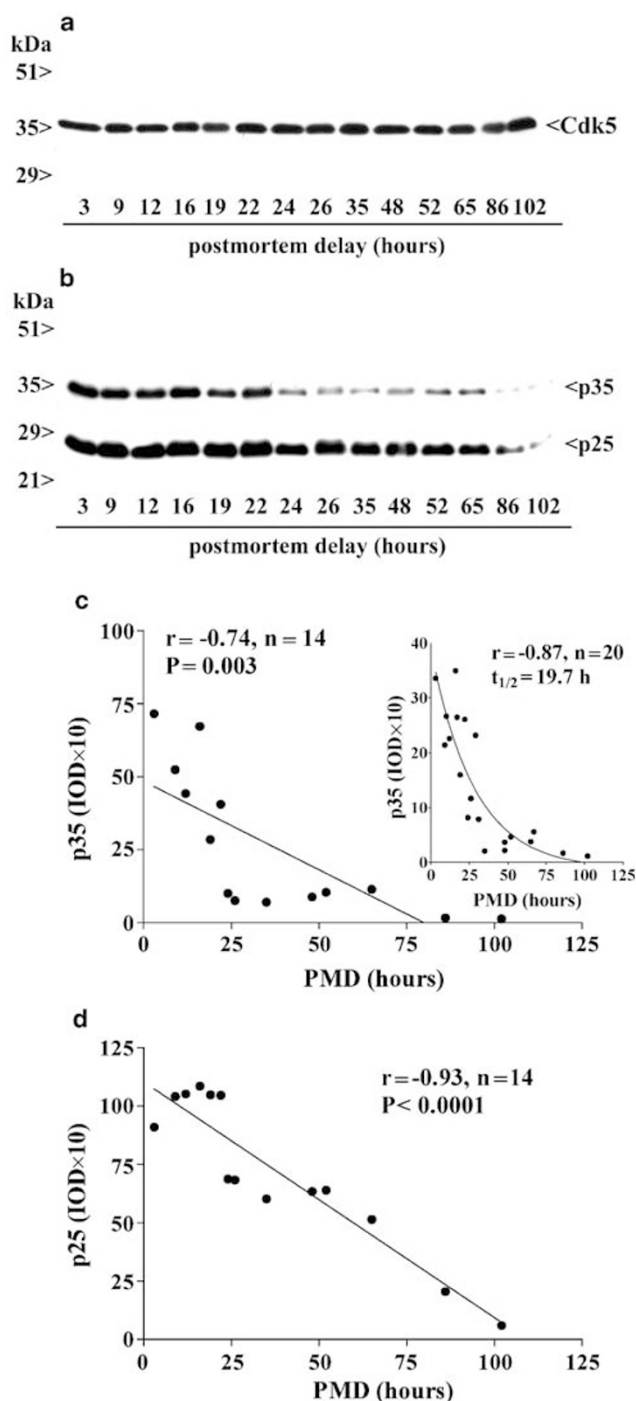 a
kDa
51>
35>
<Cdk5
29>
3 9 12 16 19 22 24 26 35 48 52 65 86 102
postmortem delay (hours)
b
kDa
51>
35>
<p35
29>
<p25
21>
3 9 12 16 19 22 24 26 35 48 52 65 86 102
postmortem delay (hours)
c
r= -0.74, n = 14
P = 0.003
p35 (IOD×10)
100
75
50
25
0
0 25 50 75 100 125
PMD (hours)
r=-0.87, n=20
t1/2 = 19.7 h
p35 (IOD×10)
40
30
20
10
0
0 25 50 75 100 125
PMD (hours)
d
r=-0.93, n=14
P< 0.0001
p25 (IOD×10)
125
100
75
50
25
0
0 25 50 75 100 125
PMD (hours)